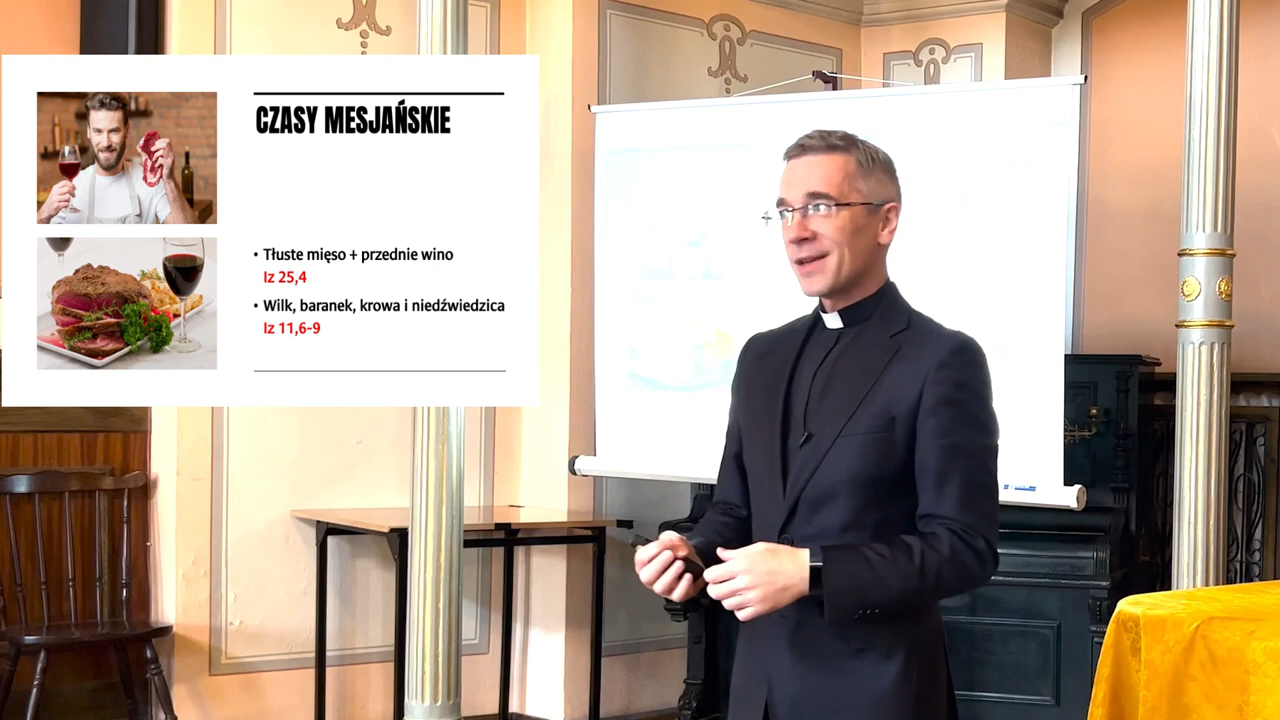 CZASY MESJAŃSKIE
• Tłuste mięso + przednie wino
Iz 25,4
• Wilk, baranek, krowa i niedźwiedzica
Iz 11,6-9